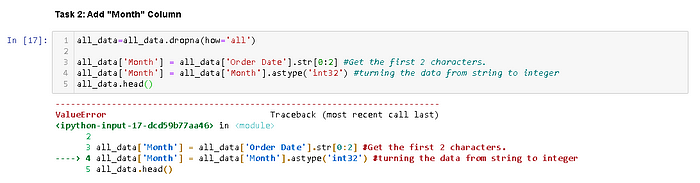 Task 2: Add "Month" Column
In [17]:
1 all_data=all_data.dropna(how='all')
2
3 all_data['Month'] = all_data['Order Date'].str[0:2] #Get the first 2 characters.
4 all_data['Month'] = all_data['Month'].astype('int32') #turning the data from string to integer
5 all_data.head()
---------------------------------------------------------------------------
ValueError Traceback (most recent call last)
<ipython-input-17-dcd59b77aa46> in <module>
2
3 all_data['Month'] = all_data['Order Date'].str[0:2] #Get the first 2 characters.
----> 4 all_data['Month'] = all_data['Month'].astype('int32') #turning the data from string to integer
5 all_data.head()